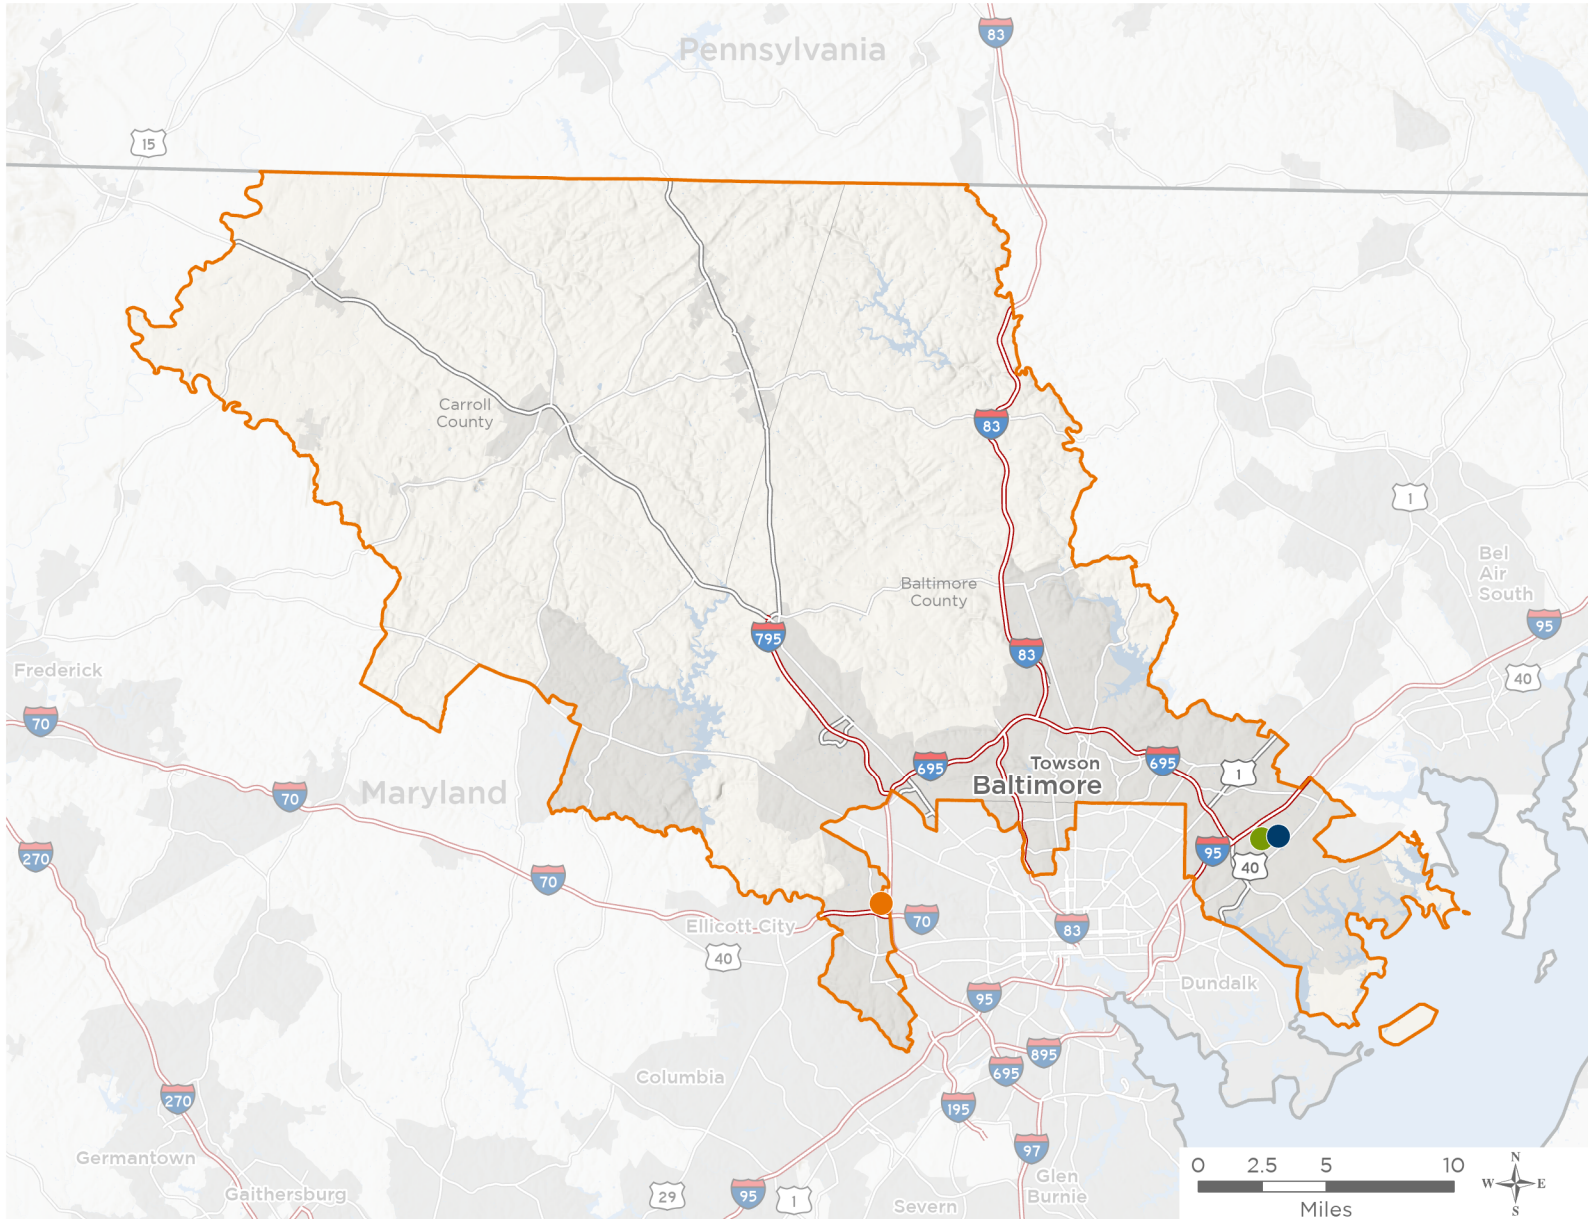 83
Pennsylvania
15
Carroll
County
83
1
Bel
Air
South
Baltimore
County
95
795
83
Frederick
40
70
695
Towson
695
1
Baltimore
70
Maryland
270
95
40
70
70
Ellicott City
83
40
Dundalk
95
895
Columbia
695
270
195
97
Germantown
Glen
Burnie
Gaithersburg
29
95
1
Severn
0 2.5 5 10
Miles
N
W E
S